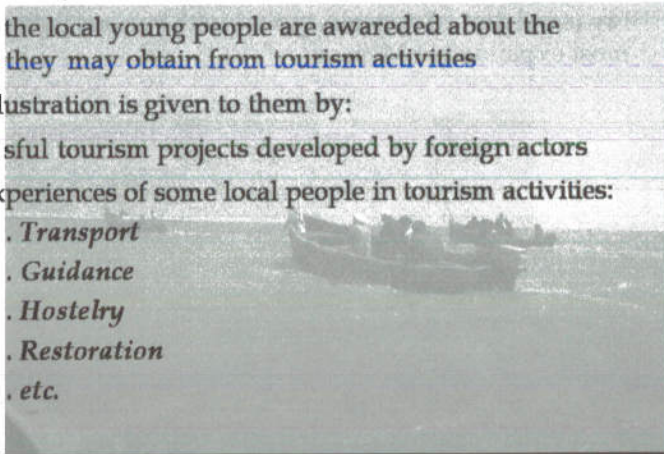 the local young people are awareded about the
they may obtain from tourism activities
lustration is given to them by:
sful tourism projects developed by foreign actors
xperiences of some local people in tourism activities:
. Transport
. Guidance
. Hostelry
. Restoration
. etc.